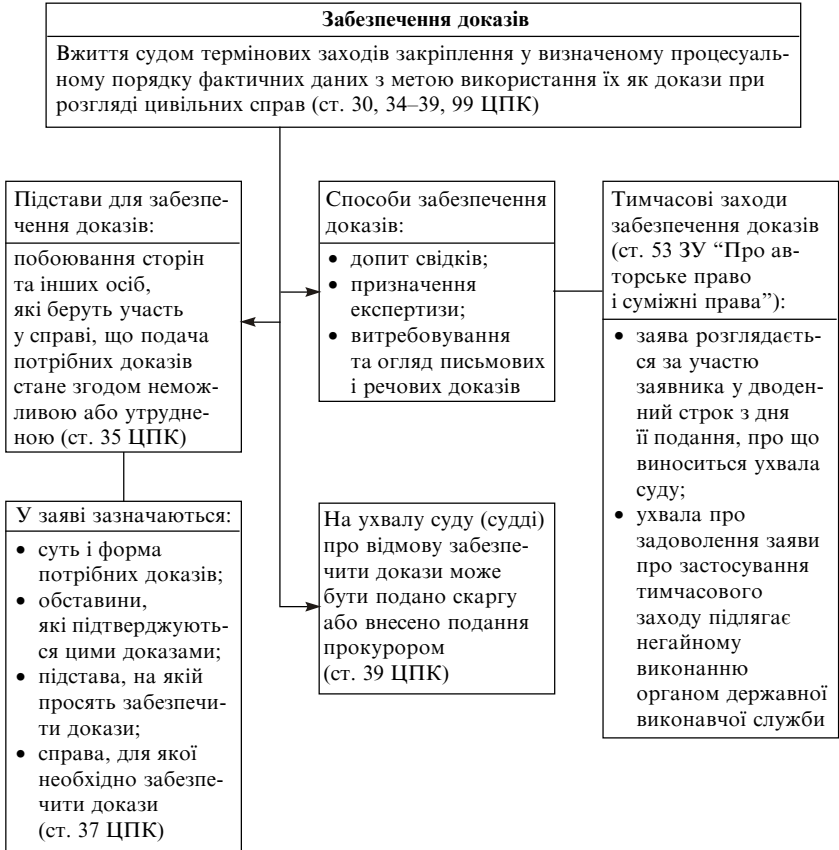 Забезпечення доказів
Вжиття судом термінових заходів закріплення у визначеному процесуаль-
ному порядку фактичних даних з метою використання їх як докази при
розгляді цивільних справ (ст. 30, 34–39, 99 ЦПК)
Підстави для забезпе-
чення доказів:
побоювання сторін
та інших осіб,
які беруть участь
у справі, що подача
потрібних доказів
стане згодом немож-
ливою або утрудне-
ною (ст. 35 ЦПК)
У заяві зазначаються:
• суть і форма
потрібних доказів;
• обставини,
які підтверджують-
ся цими доказами;
• підстава, на якій
просять забезпечи-
ти докази;
• справа, для якої
необхідно забезпе-
чити докази
(ст. 37 ЦПК)
Способи забезпечення
доказів:
• допит свідків;
• призначення
експертизи;
• витребовування
та огляд письмових
і речових доказів
На ухвалу суду (судді)
про відмову забезпе-
чити докази може
бути подано скаргу
або внесено подання
прокурором
(ст. 39 ЦПК)
Тимчасові заходи
забезпечення доказів
(ст. 53 ЗУ “Про ав-
торське право
і суміжні права”):
• заява розглядаєть-
ся за участю
заявника у дводен-
ний строк з дня
її подання, про що
виноситься ухвала
суду;
• ухвала про
задоволення заяви
про застосування
тимчасового
заходу підлягає
негайному
виконанню
органом державної
виконавчої служби